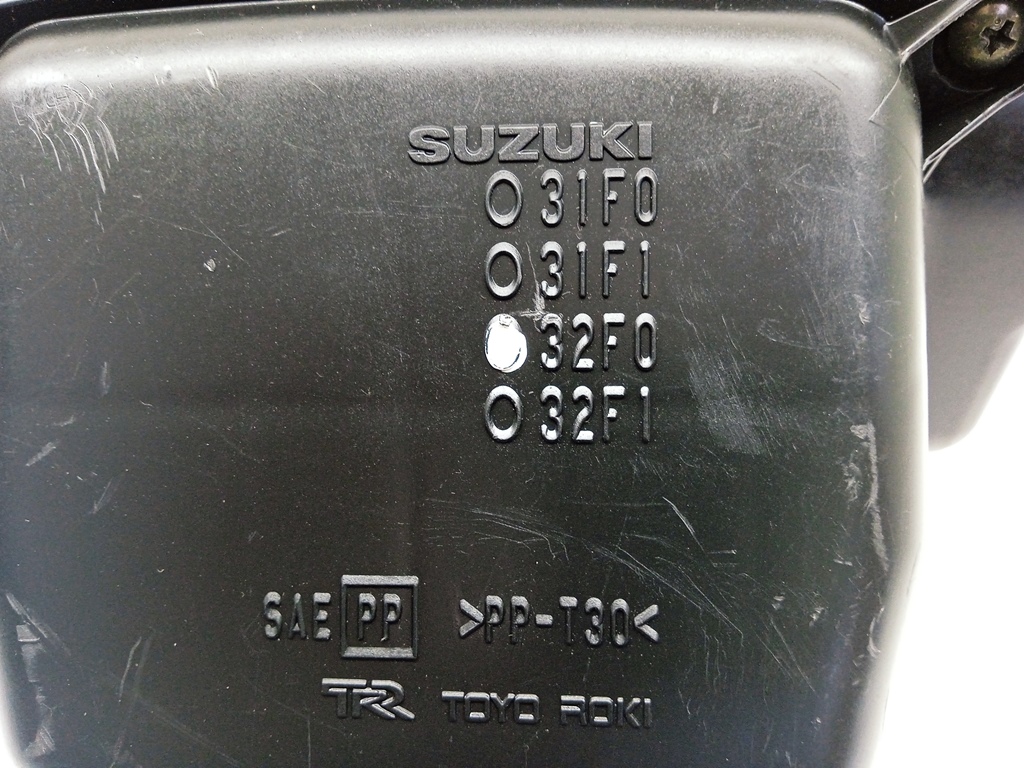 SUZUKI
31F0
31F1
32F0
32F1
SAE PP >PP-T30<
TR TOYO ROKI